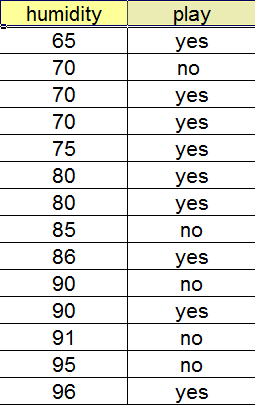 humidity play
65 yes
70 no
70 yes
70 yes
75 yes
80 yes
80 yes
85 no
86 yes
90 no
90 yes
91 no
95 no
96 yes